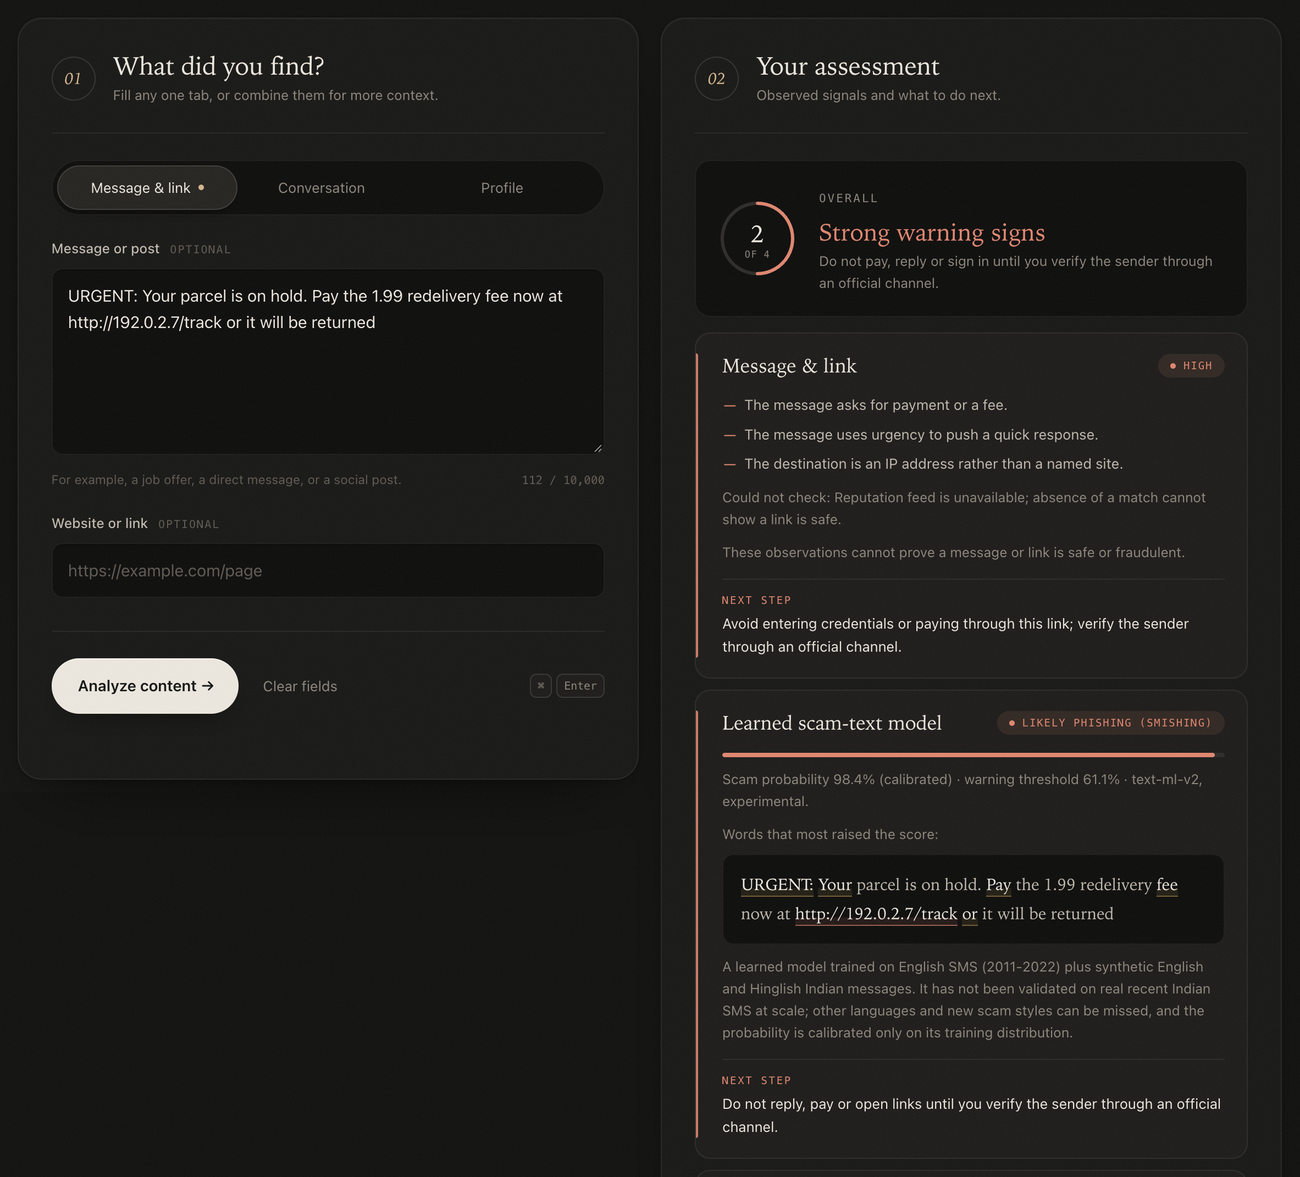 01
What did you find?
Fill any one tab, or combine them for more context.
Message & link
Conversation
Profile
Message or post OPTIONAL
URGENT: Your parcel is on hold. Pay the 1.99 redelivery fee now at
http://192.0.2.7/track or it will be returned
For example, a job offer, a direct message, or a social post.
112 / 10,000
Website or link OPTIONAL
https://example.com/page
Analyze content →
Clear fields
⌘ Enter
02
Your assessment
Observed signals and what to do next.
2
OF 4
OVERALL
Strong warning signs
Do not pay, reply or sign in until you verify the sender through
an official channel.
Message & link
HIGH
— The message asks for payment or a fee.
— The message uses urgency to push a quick response.
— The destination is an IP address rather than a named site.
Could not check: Reputation feed is unavailable; absence of a match cannot
show a link is safe.
These observations cannot prove a message or link is safe or fraudulent.
NEXT STEP
Avoid entering credentials or paying through this link; verify the sender
through an official channel.
Learned scam-text model
LIKELY PHISHING (SMISHING)
Scam probability 98.4% (calibrated) · warning threshold 61.1% · text-ml-v2,
experimental.
Words that most raised the score:
URGENT: Your parcel is on hold. Pay the 1.99 redelivery fee
now at http://192.0.2.7/track or it will be returned
A learned model trained on English SMS (2011-2022) plus synthetic English
and Hinglish Indian messages. It has not been validated on real recent Indian
SMS at scale; other languages and new scam styles can be missed, and the
probability is calibrated only on its training distribution.
NEXT STEP
Do not reply, pay or open links until you verify the sender through an official
channel.